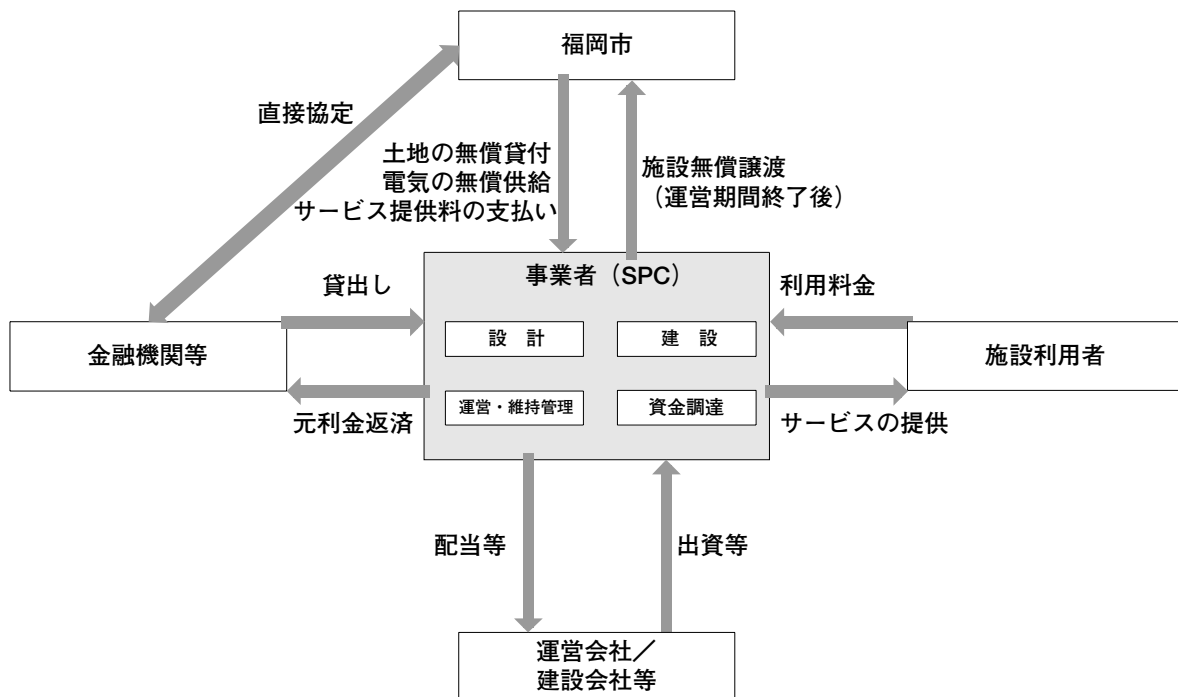 福岡市
直接協定
土地の無償貸付
電気の無償供給
サービス提供料の支払い
施設無償譲渡
（運営期間終了後）
事業者（SPC）
貸出し
利用料金
設　計
建　設
金融機関等
施設利用者
運営・維持管理
資金調達
元利金返済
サービスの提供
配当等
出資等
運営会社／
建設会社等